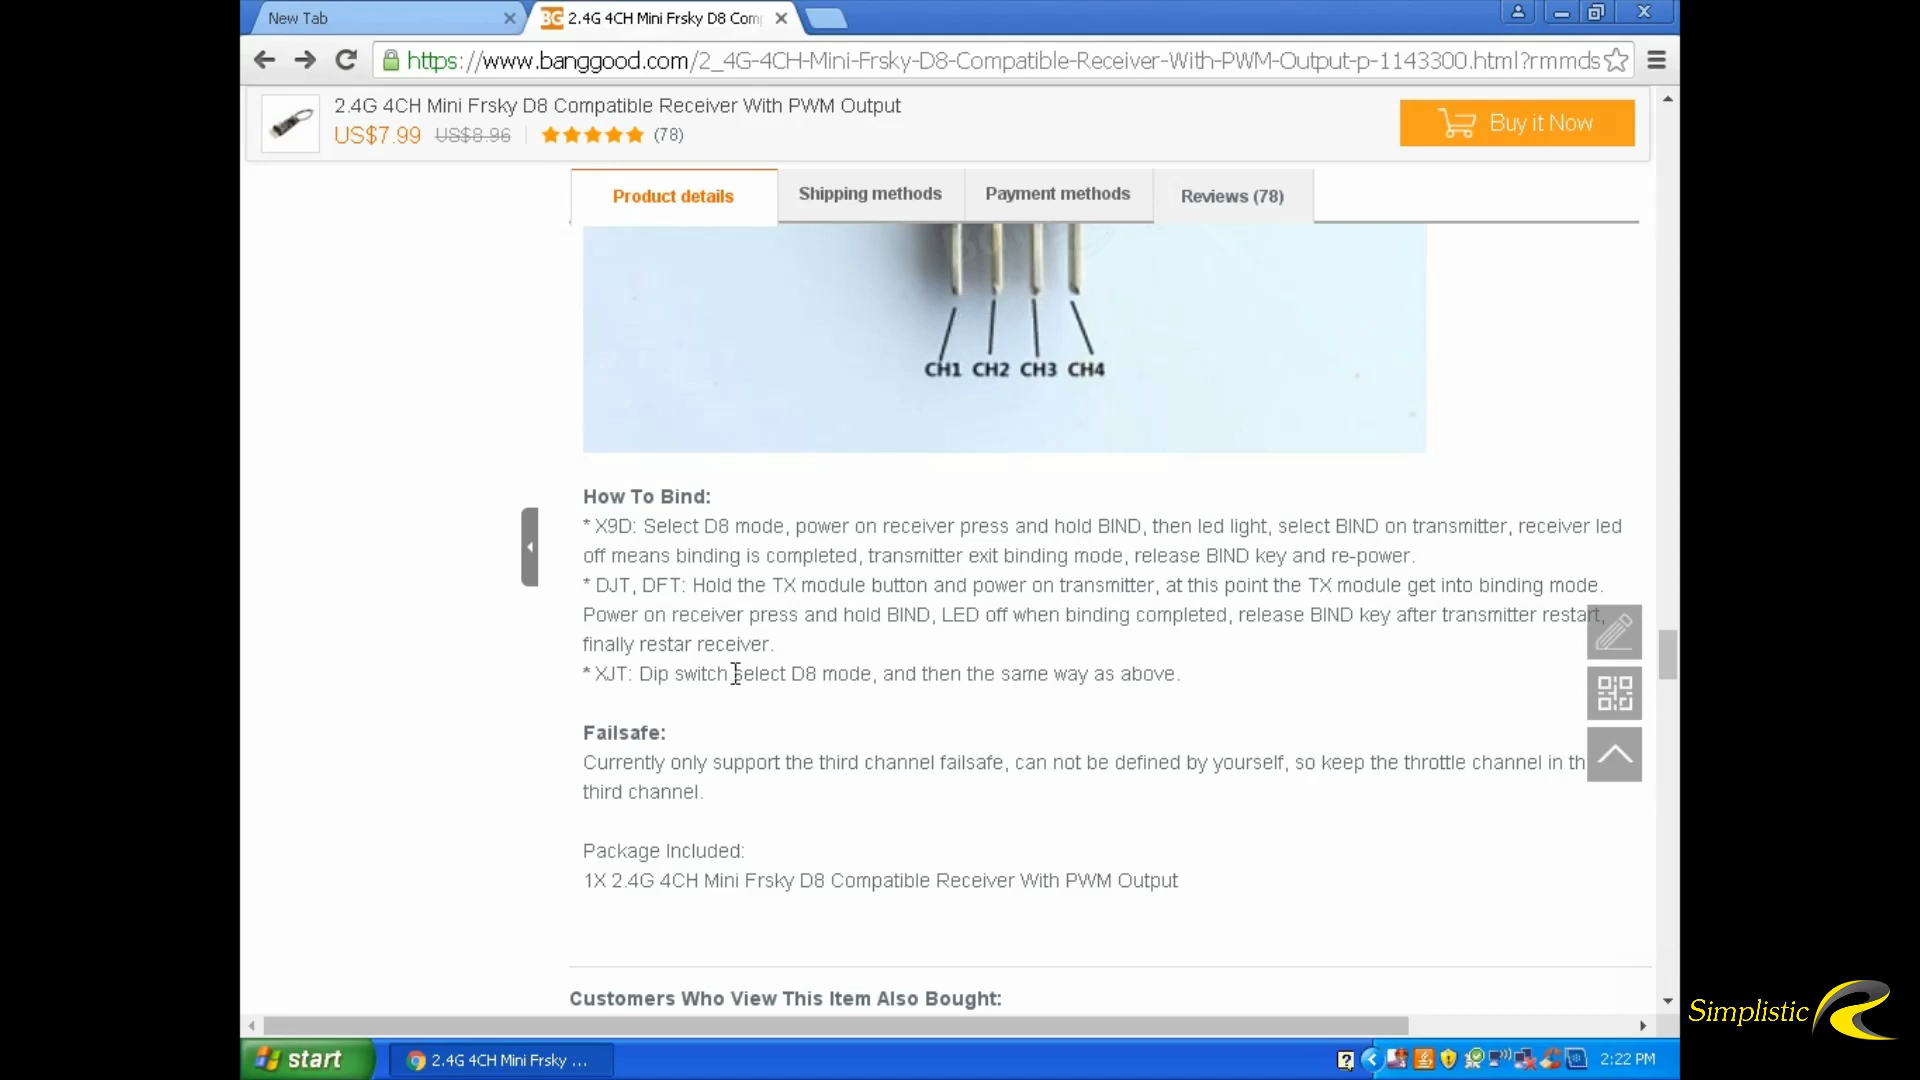 New Tab
2.4G 4CH Mini Frsky D8 Com
https://www.banggood.com/2_4G-4CH-Mini-Frsky-D8-Compatible-Receiver-With-PWM-Output-p-1143300.html?rmmds
2.4G 4CH Mini Frsky D8 Compatible Receiver With PWM Output
US$7.99 US$8.96 (78)
Buy it Now
Product details
Shipping methods
Payment methods
Reviews (78)
CH1 CH2 CH3 CH4
How To Bind:
* X9D: Select D8 mode, power on receiver press and hold BIND, then led light, select BIND on transmitter, receiver led
off means binding is completed, transmitter exit binding mode, release BIND key and re-power.
* DJT, DFT: Hold the TX module button and power on transmitter, at this point the TX module get into binding mode.
Power on receiver press and hold BIND, LED off when binding completed, release BIND key after transmitter restart,
finally restar receiver.
* XJT: Dip switch select D8 mode, and then the same way as above.
Failsafe:
Currently only support the third channel failsafe, can not be defined by yourself, so keep the throttle channel in th
third channel.
Package Included:
1X 2.4G 4CH Mini Frsky D8 Compatible Receiver With PWM Output
Customers Who View This Item Also Bought:
Simplistic
start
2.4G 4CH Mini Frsky ...
2:22 PM